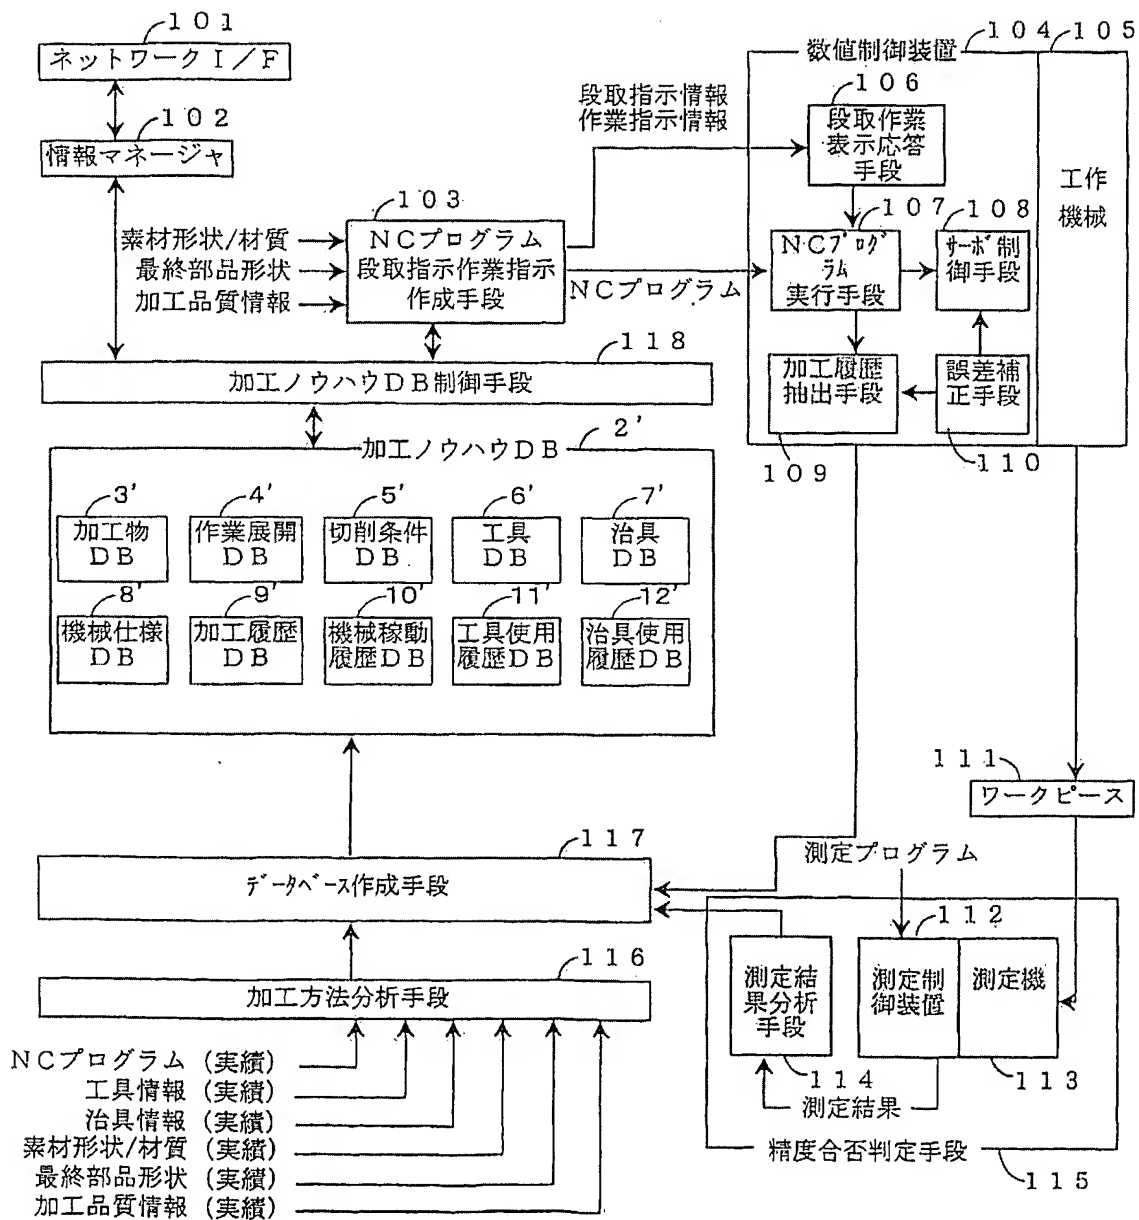 101
ネットワークI/F
102
情報マネージャ
103
素材形状/材質
最終部品形状
加工品質情報
NCプログラム
段取指示作業指示
作成手段
段取指示情報
作業指示情報
NCプログラム
104
105
数値制御装置
106
段取作業
表示応答
手段
107
NCプログ
ラム
実行手段
108
サーボ制
御手段
加工履歴
抽出手段
誤差補
正手段
109
110
工作
機械
118
加工ノウハウDB制御手段
2'
加工ノウハウDB
3'
加工物
DB
4'
作業展開
DB
5'
切削条件
DB
6'
工具
DB
7'
治具
DB
8'
機械仕様
DB
9'
加工履歴
DB
10'
機械稼動
履歴DB
11'
工具使用
履歴DB
12'
治具使用
履歴DB
111
ワークピース
117
データベース作成手段
測定プログラム
112
測定結
果分析
手段
測定制
御装置
測定機
114
113
測定結果
精度合否判定手段
115
116
加工方法分析手段
NCプログラム (実績)
工具情報 (実績)
治具情報 (実績)
素材形状/材質 (実績)
最終部品形状 (実績)
加工品質情報 (実績)